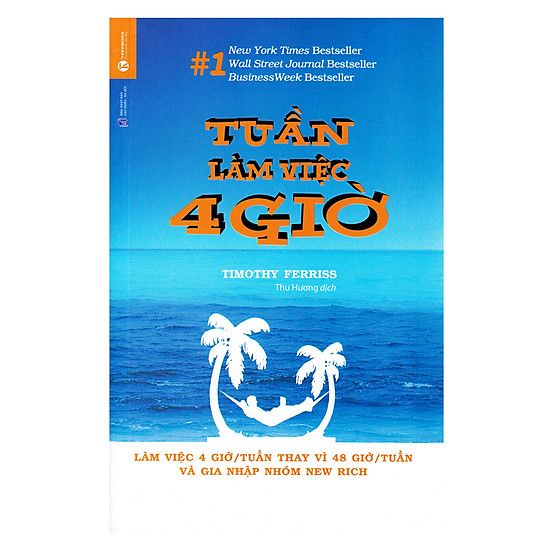 #1
New York Times Bestseller
Wall Street Journal Bestseller
BusinessWeek Bestseller
TUẦN
LÀM VIỆC
4 GIỜ
TIMOTHY FERRISS
Thu Hương dịch
LÀM VIỆC 4 GIỜ/TUẦN THAY VÌ 48 GIỜ/TUẦN
VÀ GIA NHẬP NHÓM NEW RICH